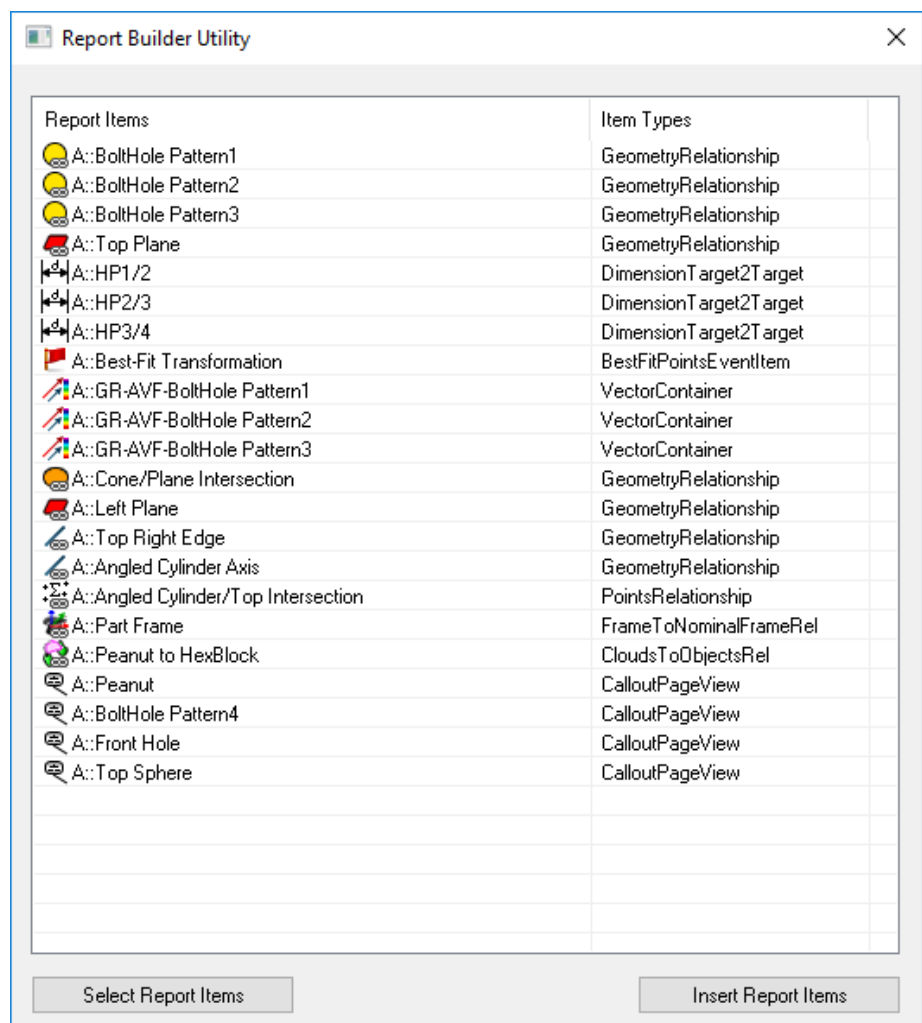 Report Builder Utility
Report Items Item Types
A::BoltHole Pattern1 GeometryRelationship
A::BoltHole Pattern2 GeometryRelationship
A::BoltHole Pattern3 GeometryRelationship
A::Top Plane GeometryRelationship
A::HP1/2 DimensionTarget2Target
A::HP2/3 DimensionTarget2Target
A::HP3/4 DimensionTarget2Target
A::Best-Fit Transformation BestFitPointsEventItem
A::GR-AVF-BoltHole Pattern1 VectorContainer
A::GR-AVF-BoltHole Pattern2 VectorContainer
A::GR-AVF-BoltHole Pattern3 VectorContainer
A::Cone/Plane Intersection GeometryRelationship
A::Left Plane GeometryRelationship
A::Top Right Edge GeometryRelationship
A::Angled Cylinder Axis GeometryRelationship
A::Angled Cylinder/Top Intersection PointsRelationship
A::Part Frame FrameToNominalFrameRel
A::Peanut to HexBlock CloudsToObjectsRel
A::Peanut CalloutPageView
A::BoltHole Pattern4 CalloutPageView
A::Front Hole CalloutPageView
A::Top Sphere CalloutPageView
Select Report Items Insert Report Items